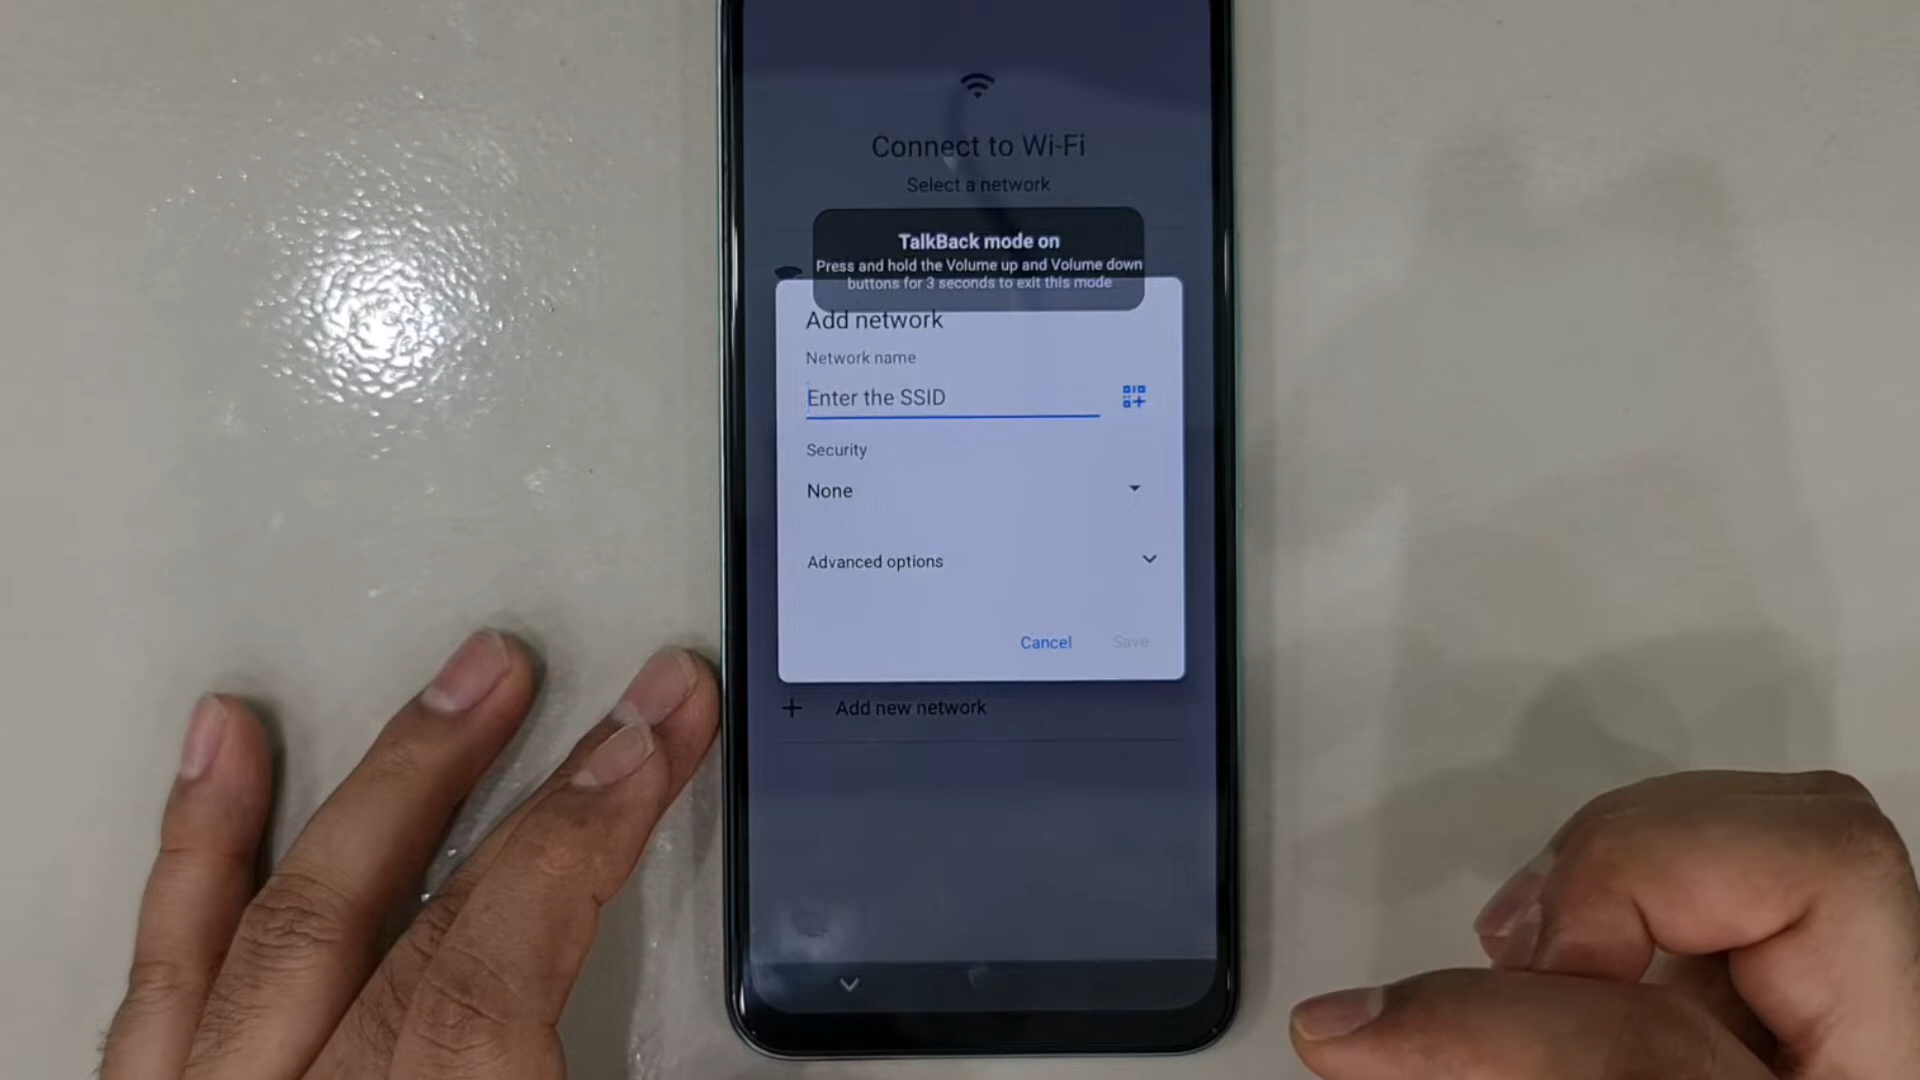 Connect to Wi-Fi
Select a network
TalkBack mode on
Press and hold the Volume up and Volume down
buttons for 3 seconds to exit this mode
Add network
Network name
Enter the SSID
Security
None
Advanced options
Cancel Save
Add new network